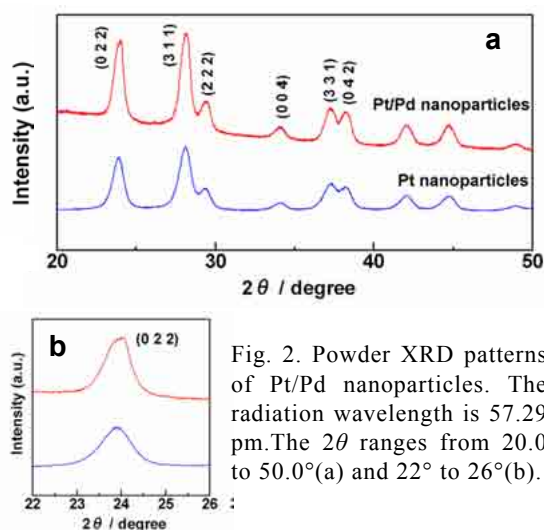 a
(0 2 2)
(3 1 1)
(2 2 2)
(0 0 4)
(3 3 1)
(0 4 2)
Pt/Pd nanoparticles
Pt nanoparticles
Intensity (a.u.)
20 30 40 50
2θ / degree
b
(0 2 2)
Intensity (a.u.)
22 23 24 25 26
2θ / degree
Fig. 2. Powder XRD patterns
of Pt/Pd nanoparticles. The
radiation wavelength is 57.29
pm.The 2θ ranges from 20.0
to 50.0°(a) and 22° to 26°(b).